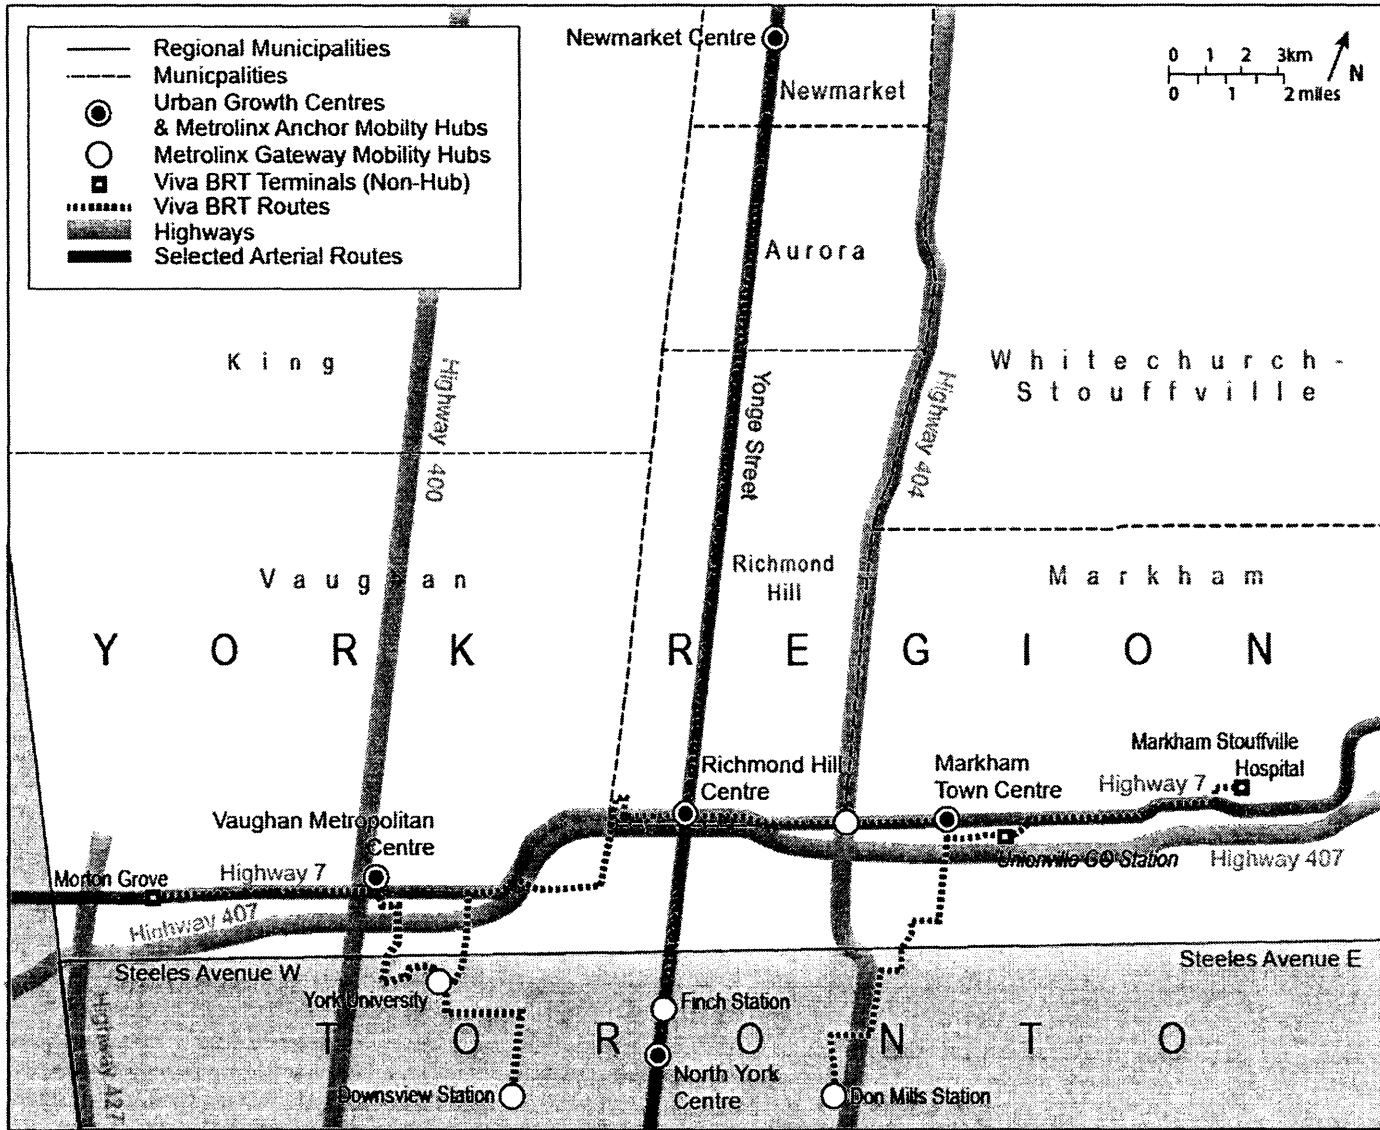 Regional Municipalities
Municpalities
Urban Growth Centres
& Metrolinx Anchor Mobilty Hubs
Metrolinx Gateway Mobility Hubs
Viva BRT Terminals (Non-Hub)
Viva BRT Routes
Highways
Selected Arterial Routes
Newmarket Centre
0 1 2 3km
0 1 2 miles
N
Newmarket
Aurora
King
Highway 400
Yonge Street
Highway 404
Whitechurch-
Stouffville
Vaughan
Richmond
Hill
Markham
YORK REGION
Markham Stouffville
Hospital
Richmond Hill
Centre
Markham
Town Centre
Highway 7
Vaughan Metropolitan
Centre
Unionville GO Station
Highway 407
Morton Grove
Highway 7
Highway 407
Steeles Avenue W
Steeles Avenue E
York University
Finch Station
Highway 427
TORONTO
Downsview Station
North York
Centre
Don Mills Station